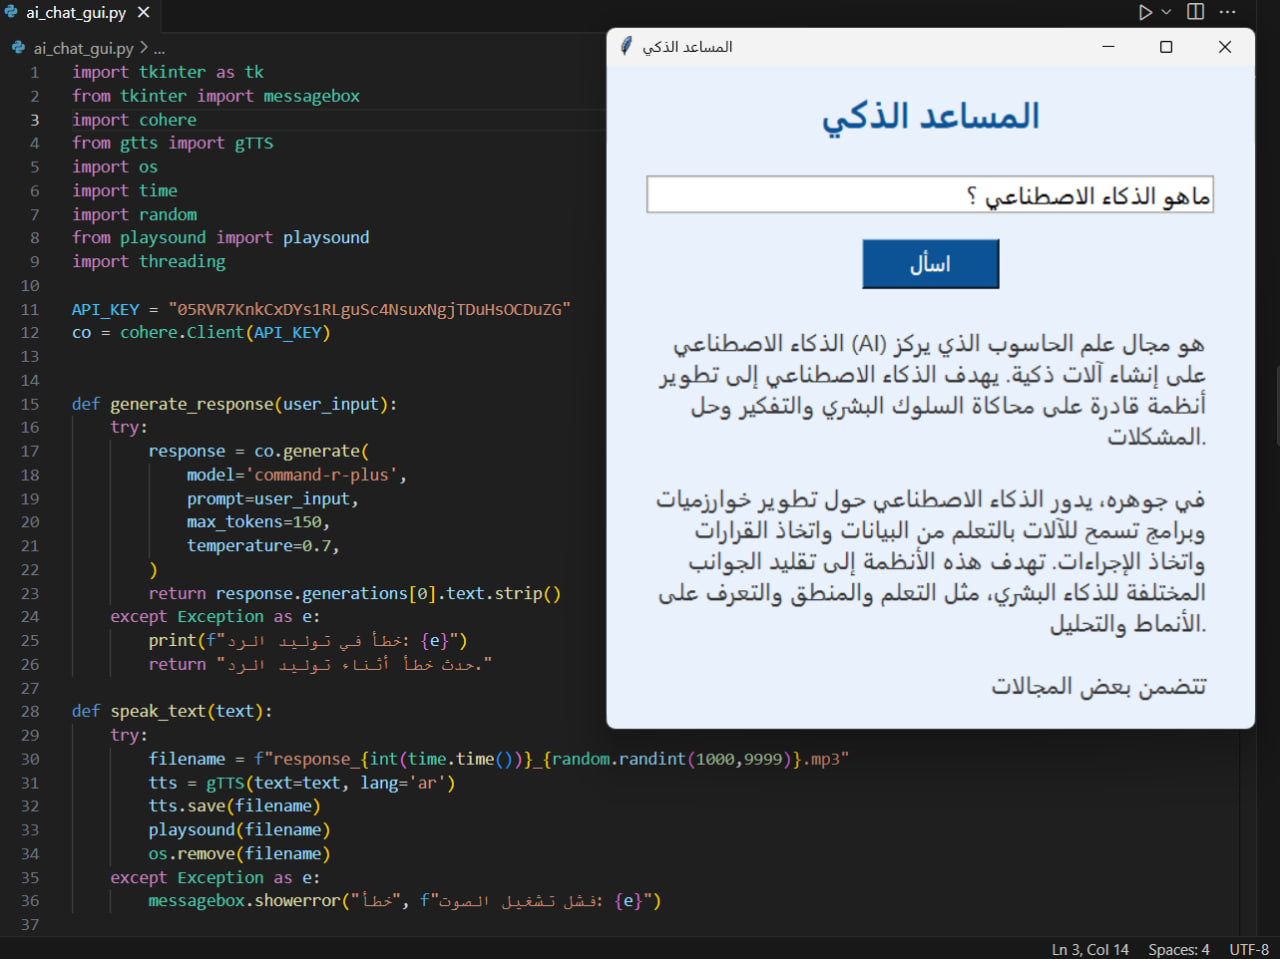 ai_chat_gui.py
ai_chat_gui.py > ...
1 import tkinter as tk
2 from tkinter import messagebox
3 import cohere
4 from gtts import gTTS
5 import os
6 import time
7 import random
8 from playsound import playsound
9 import threading
10
11 API_KEY = "05RVR7KnkCxDYs1RLguSc4NsuxNgjTDuHsOCDuZG"
12 co = cohere.Client(API_KEY)
13
14
15 def generate_response(user_input):
16 try:
17 response = co.generate(
18 model='command-r-plus',
19 prompt=user_input,
20 max_tokens=150,
21 temperature=0.7,
22 )
23 return response.generations[0].text.strip()
24 except Exception as e:
25 print(f"خطأ في توليد الرد: {e}")
26 return "حدث خطأ أثناء توليد الرد."
27
28 def speak_text(text):
29 try:
30 filename = f"response_{int(time.time())}_{random.randint(1000,9999)}.mp3"
31 tts = gTTS(text=text, lang='ar')
32 tts.save(filename)
33 playsound(filename)
34 os.remove(filename)
35 except Exception as e:
36 messagebox.showerror("خطأ", f"فشل تشغيل الصوت: {e}")
37
المساعد الذكي
المساعد الذكي
ماهو الذكاء الاصطناعي ؟
اسأل
هو مجال علم الحاسوب الذي يركز (AI) الذكاء الاصطناعي
على إنشاء آلات ذكية. يهدف الذكاء الاصطناعي إلى تطوير
أنظمة قادرة على محاكاة السلوك البشري والتفكير وحل
المشكلات.
في جوهره، يدور الذكاء الاصطناعي حول تطوير خوارزميات
وبرامج تسمح للآلات بالتعلم من البيانات واتخاذ القرارات
واتخاذ الإجراءات. تهدف هذه الأنظمة إلى تقليد الجوانب
المختلفة للذكاء البشري، مثل التعلم والمنطق والتعرف على
الأنماط والتحليل.
تتضمن بعض المجالات
Ln 3, Col 14 Spaces: 4 UTF-8